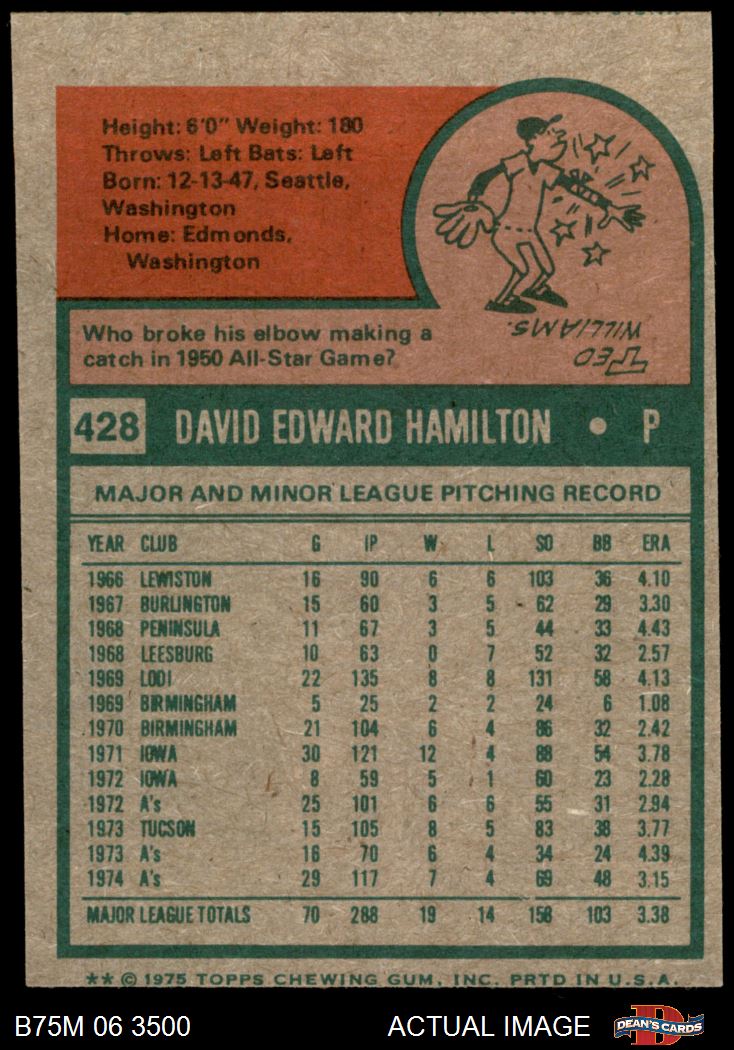 Height: 6'0" Weight: 180
Throws: Left Bats: Left
Born: 12-13-47, Seattle,
Washington
Home: Edmonds,
Washington
Who broke his elbow making a
catch in 1950 All-Star Game?
TED
WILLIAMS.
428 DAVID EDWARD HAMILTON • P
MAJOR AND MINOR LEAGUE PITCHING RECORD
YEAR CLUB G IP W L SO BB ERA
1966 LEWISTON 16 90 6 6 103 36 4.10
1967 BURLINGTON 15 60 3 5 62 29 3.30
1968 PENINSULA 11 67 3 5 44 33 4.43
1968 LEESBURG 10 63 0 7 52 32 2.57
1969 LODI 22 135 8 8 131 58 4.13
1969 BIRMINGHAM 5 25 2 2 24 6 1.08
1970 BIRMINGHAM 21 104 6 4 86 32 2.42
1971 IOWA 30 121 12 4 88 54 3.78
1972 IOWA 8 59 5 1 60 23 2.28
1972 A's 25 101 6 6 55 31 2.94
1973 TUCSON 15 105 8 5 83 38 3.77
1973 A's 16 70 6 4 34 24 4.39
1974 A's 29 117 7 4 69 48 3.15
MAJOR LEAGUE TOTALS 70 288 19 14 158 103 3.38
** © 1975 TOPPS CHEWING GUM, INC. PRTD IN U.S.A.
B75M 06 3500 ACTUAL IMAGE DEAN'S CARDS